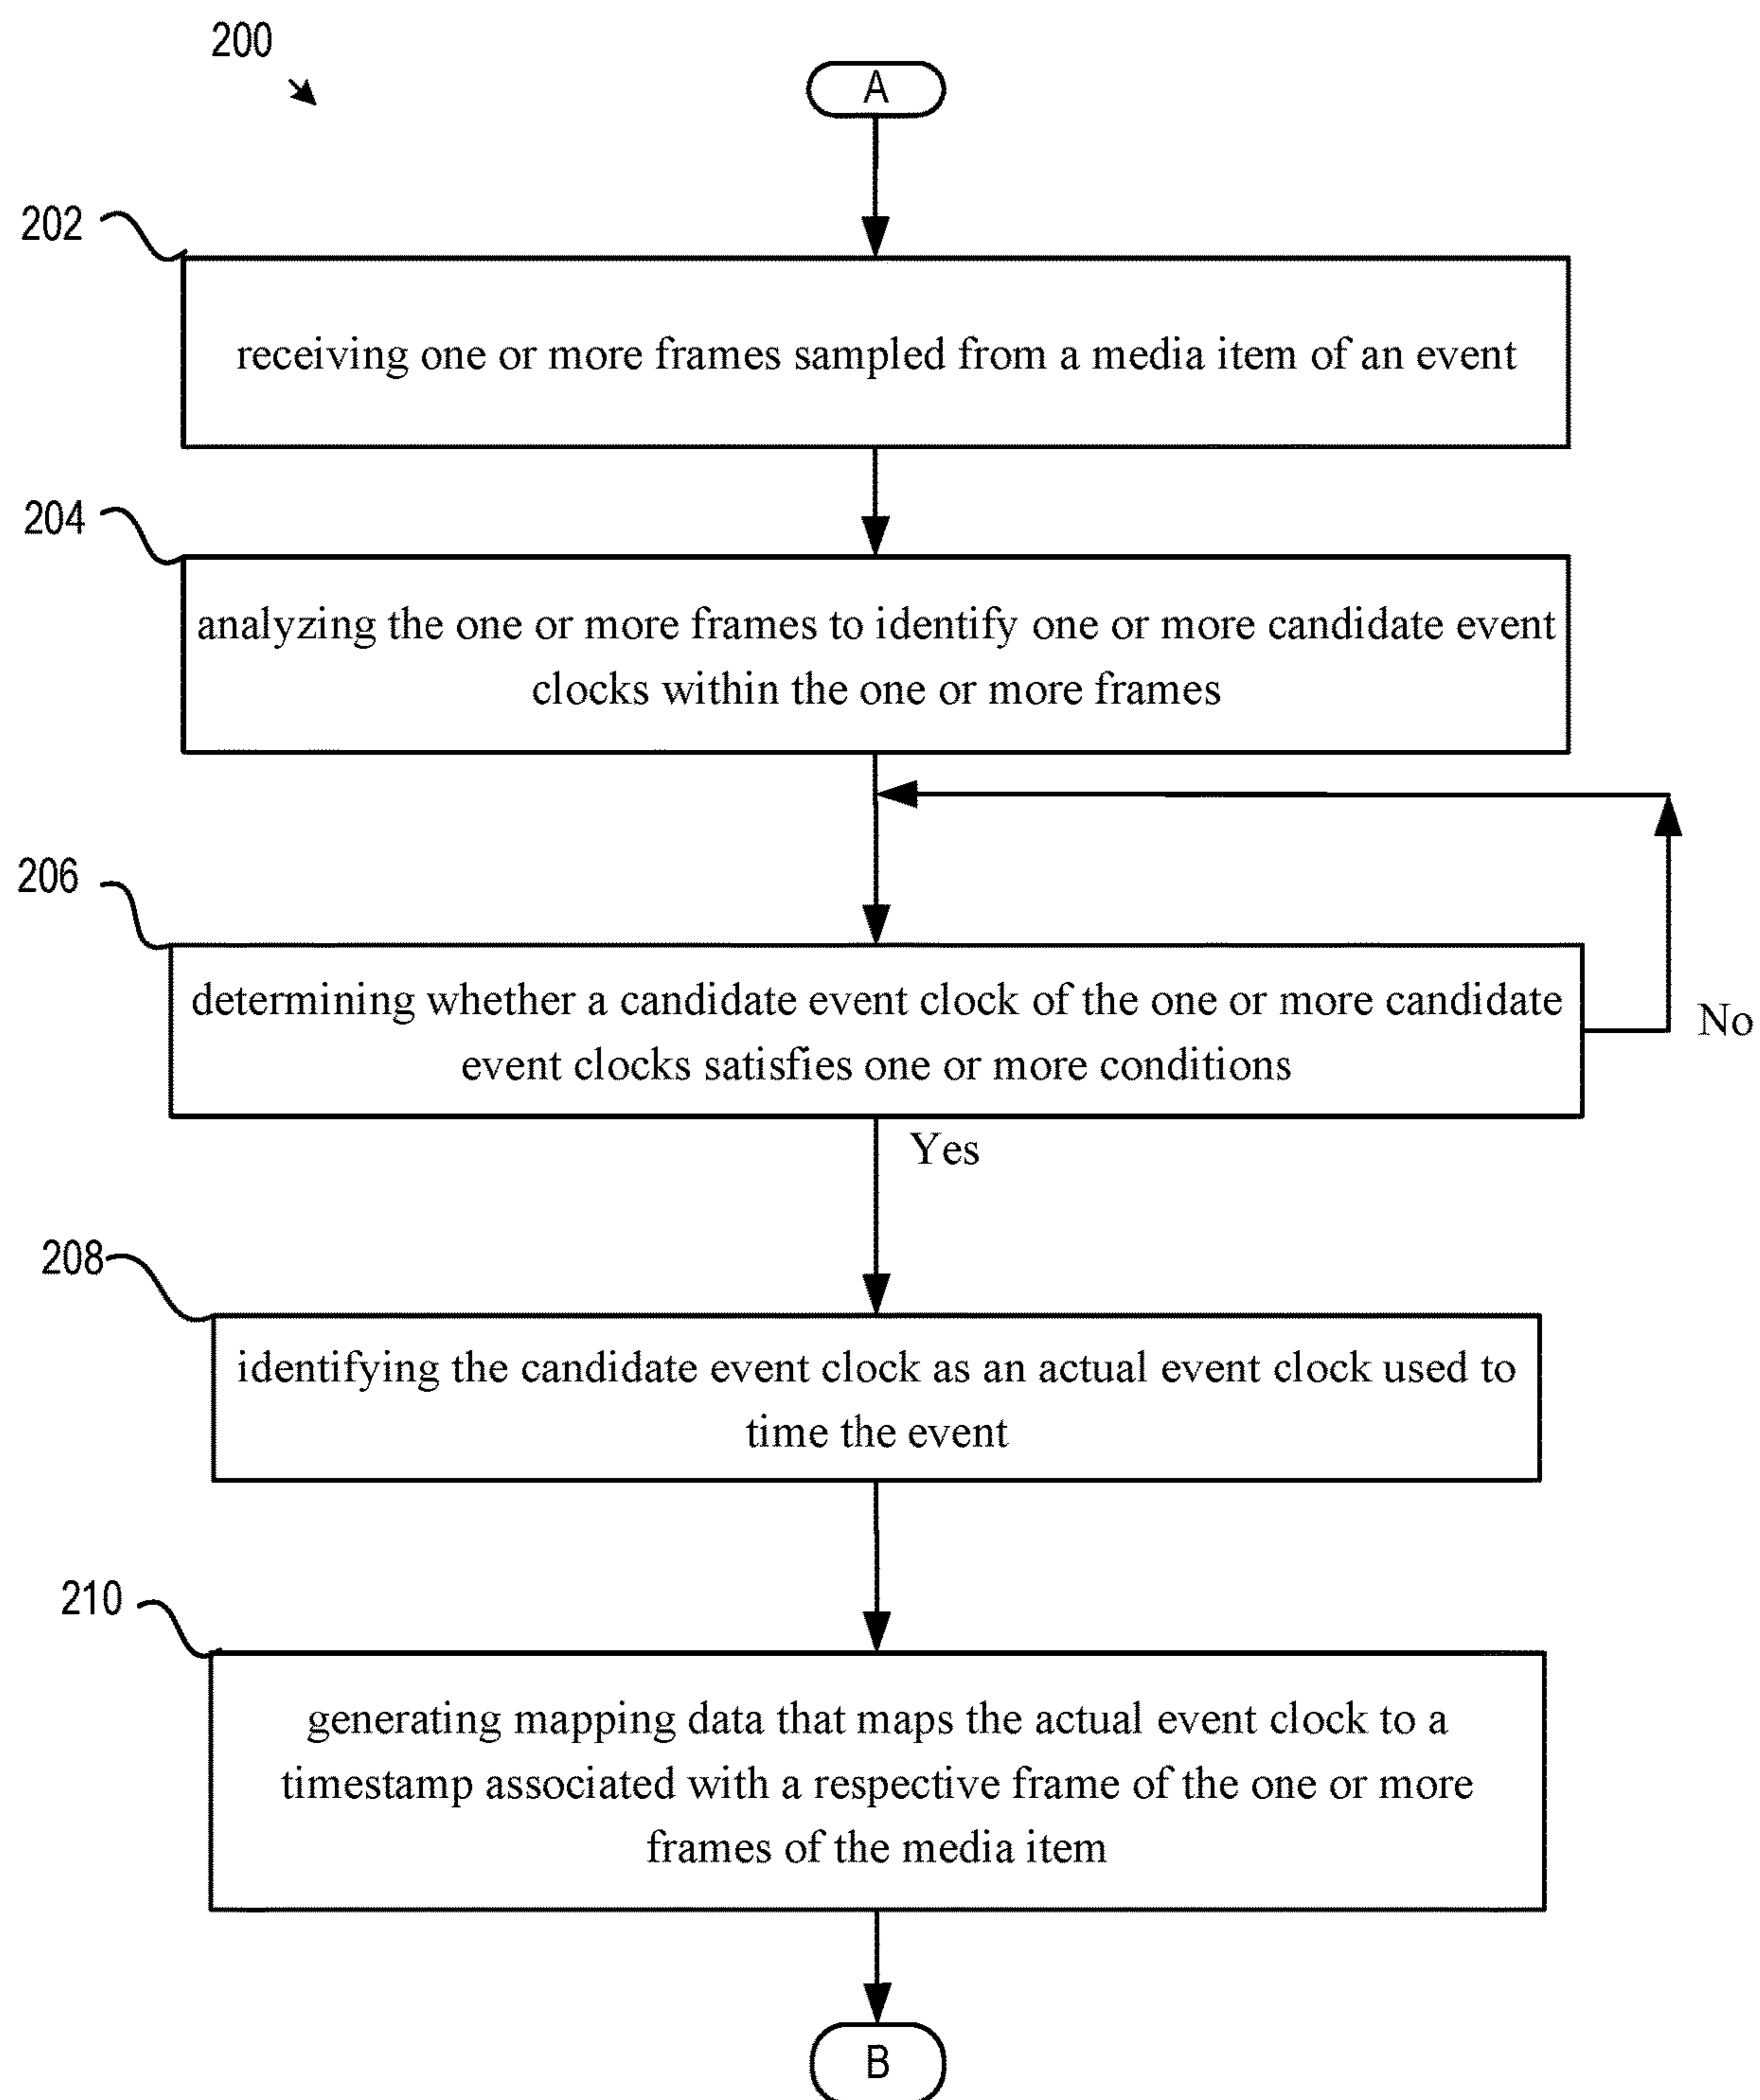 200
A
202
receiving one or more frames sampled from a media item of an event
204
analyzing the one or more frames to identify one or more candidate event
clocks within the one or more frames
206
determining whether a candidate event clock of the one or more candidate
event clocks satisfies one or more conditions
No
Yes
208
identifying the candidate event clock as an actual event clock used to
time the event
210
generating mapping data that maps the actual event clock to a
timestamp associated with a respective frame of the one or more
frames of the media item
B